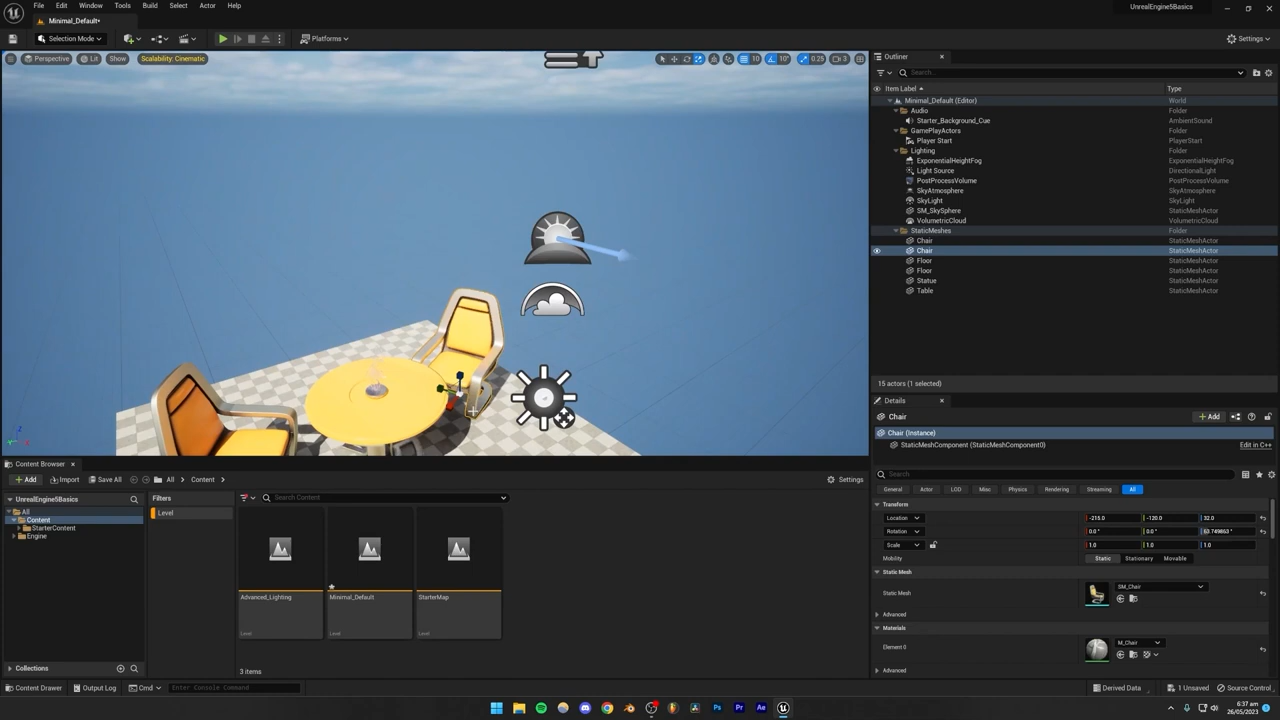 File Edit Window Tools Build Select Actor Help
UnrealEngine5Basics
Minimal_Default*
Selection Mode
Platforms
Settings
Perspective Lit Show Scalability: Cinematic
10 10° 0.25 3
Outliner
Search...
Item Label Type
Minimal_Default (Editor) World
Audio Folder
Starter_Background_Cue AmbientSound
GamePlayActors Folder
Player Start PlayerStart
Lighting Folder
ExponentialHeightFog ExponentialHeightFog
Light Source DirectionalLight
PostProcessVolume PostProcessVolume
SkyAtmosphere SkyAtmosphere
SkyLight SkyLight
SM_SkySphere StaticMeshActor
VolumetricCloud VolumetricCloud
StaticMeshes Folder
Chair StaticMeshActor
Chair StaticMeshActor
Floor StaticMeshActor
Floor StaticMeshActor
Statue StaticMeshActor
Table StaticMeshActor
15 actors (1 selected)
Details
Chair
Add
Chair (Instance)
StaticMeshComponent (StaticMeshComponent0) Edit in C++
Search
General Actor LOD Misc Physics Rendering Streaming All
Transform
Location -215.0 -120.0 32.0
Rotation 0.0° 0.0°
Scale 1.0 1.0 1.0
Mobility Static Stationary Movable
Static Mesh
Static Mesh SM_Chair
Advanced
Materials
Element 0 M_Chair
Advanced
Content Browser
Add Import Save All All Content Settings
UnrealEngine5Basics
All
Content
StarterContent
Engine
Collections
Filters
Level
Search Content
Advanced_Lighting
Level
Minimal_Default
Level
StarterMap
Level
3 items
Content Drawer Output Log Cmd Enter Console Command
Derived Data 1 Unsaved Source Control
6:37 am
26/05/2023